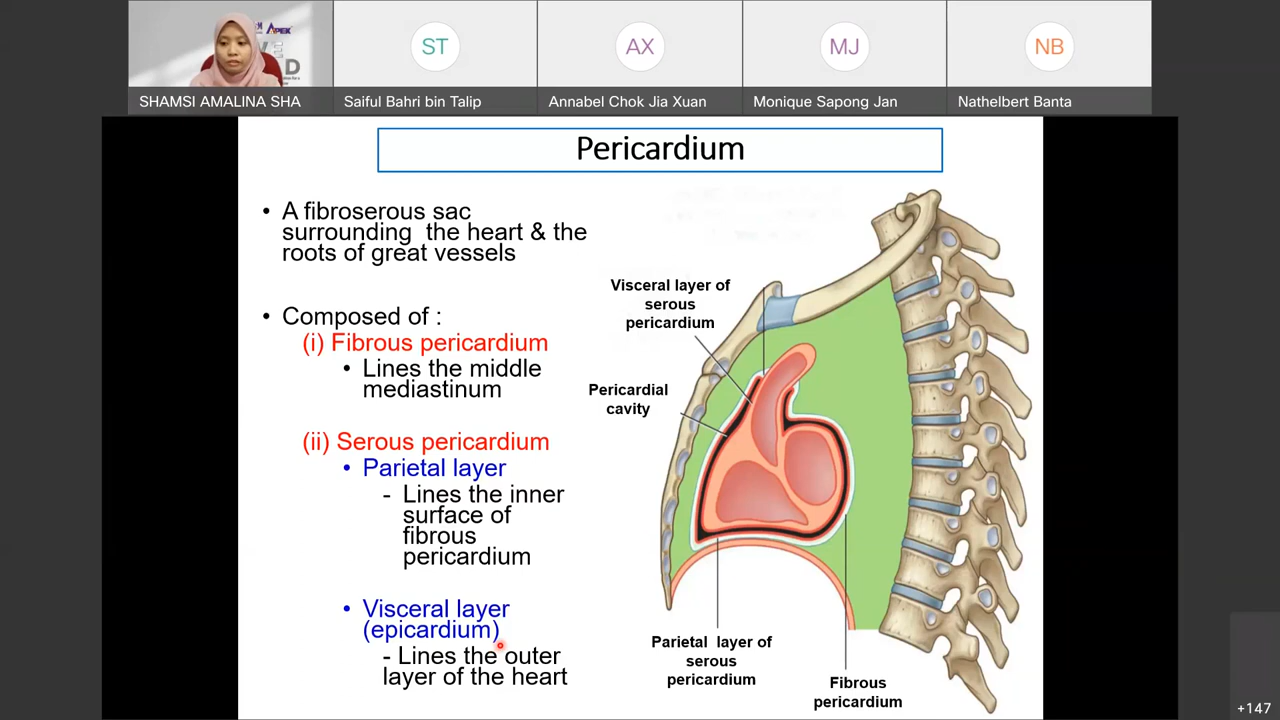 APEK
SHAMSI AMALINA SHA
ST
Saiful Bahri bin Talip
AX
Annabel Chok Jia Xuan
MJ
Monique Sapong Jan
NB
Nathelbert Banta
Pericardium
• A fibroserous sac
surrounding the heart & the
roots of great vessels
• Composed of :
(i) Fibrous pericardium
• Lines the middle
mediastinum
(ii) Serous pericardium
• Parietal layer
- Lines the inner
surface of
fibrous
pericardium
• Visceral layer
(epicardium)
- Lines the outer
layer of the heart
Visceral layer of
serous
pericardium
Pericardial
cavity
Parietal layer of
serous
pericardium
Fibrous
pericardium
+147